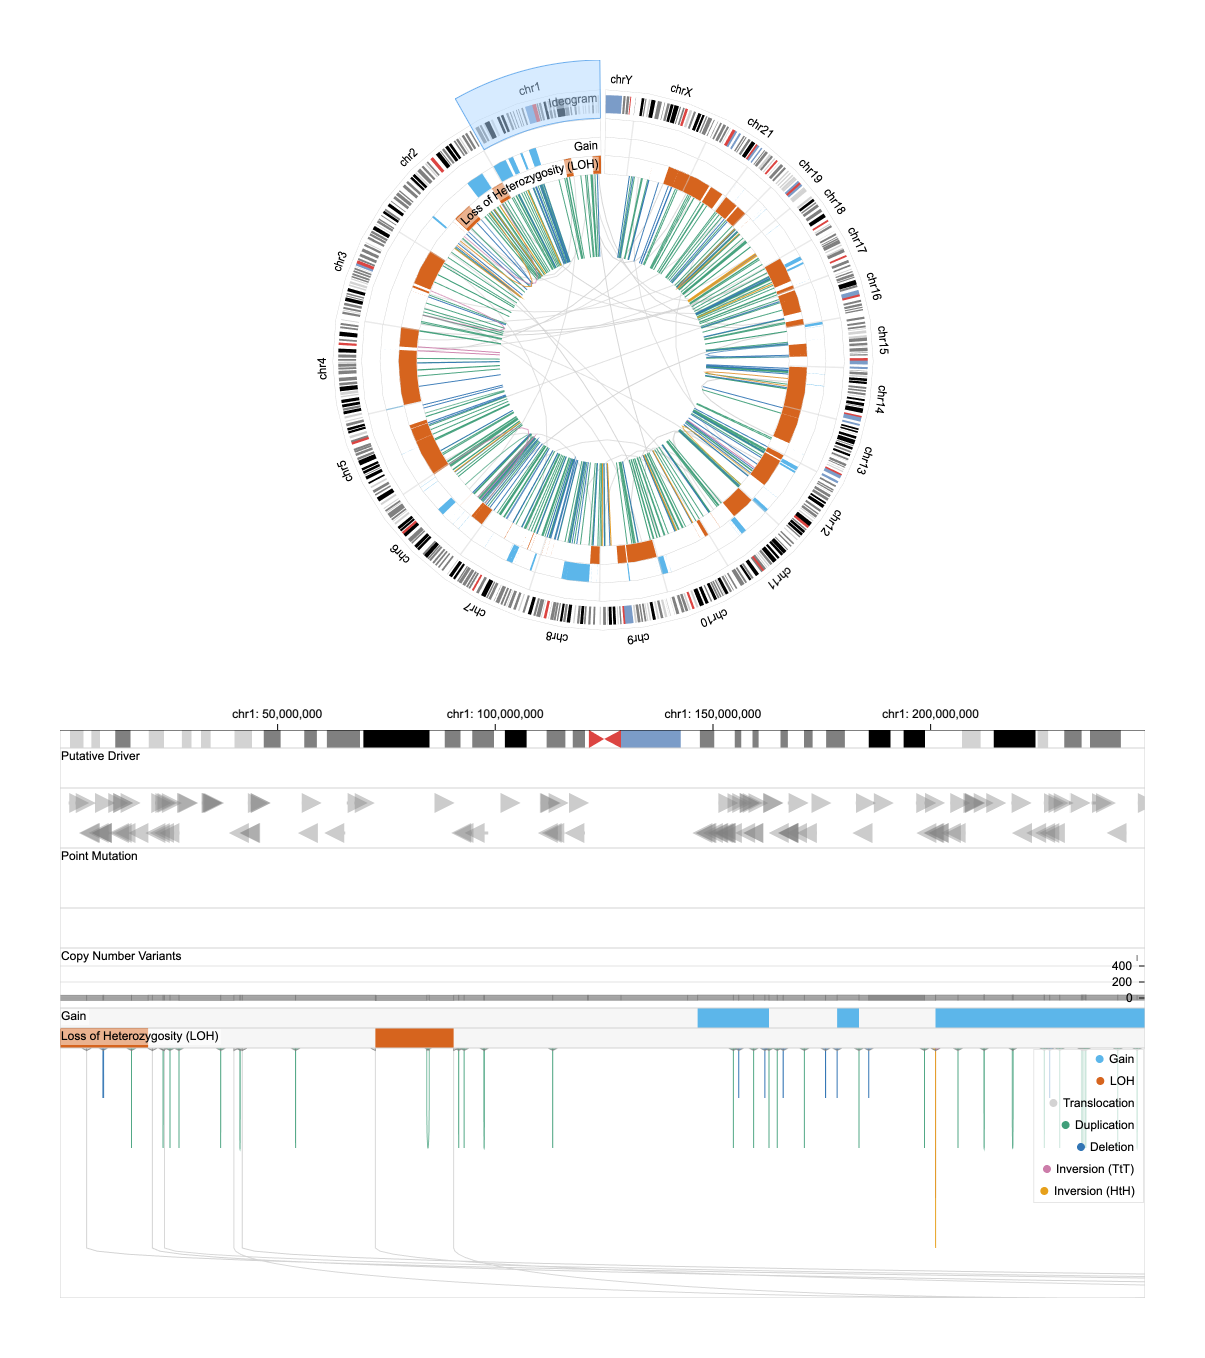 chrY
chrX
chr1
Ideogram
chr21
chr2
Gain
Loss of Heterozygosity (LOH)
chr19
chr18
chr17
chr3
chr16
chr15
chr4
chr14
chr13
chr5
chr12
chr6
chr11
chr7
chr10
chr8
chr9
chr1: 50,000,000
chr1: 100,000,000
chr1: 150,000,000
chr1: 200,000,000
Putative Driver
Point Mutation
Copy Number Variants
400
200
0
Gain
Loss of Heterozygosity (LOH)
Gain
LOH
Translocation
Duplication
Deletion
Inversion (TtT)
Inversion (HtH)